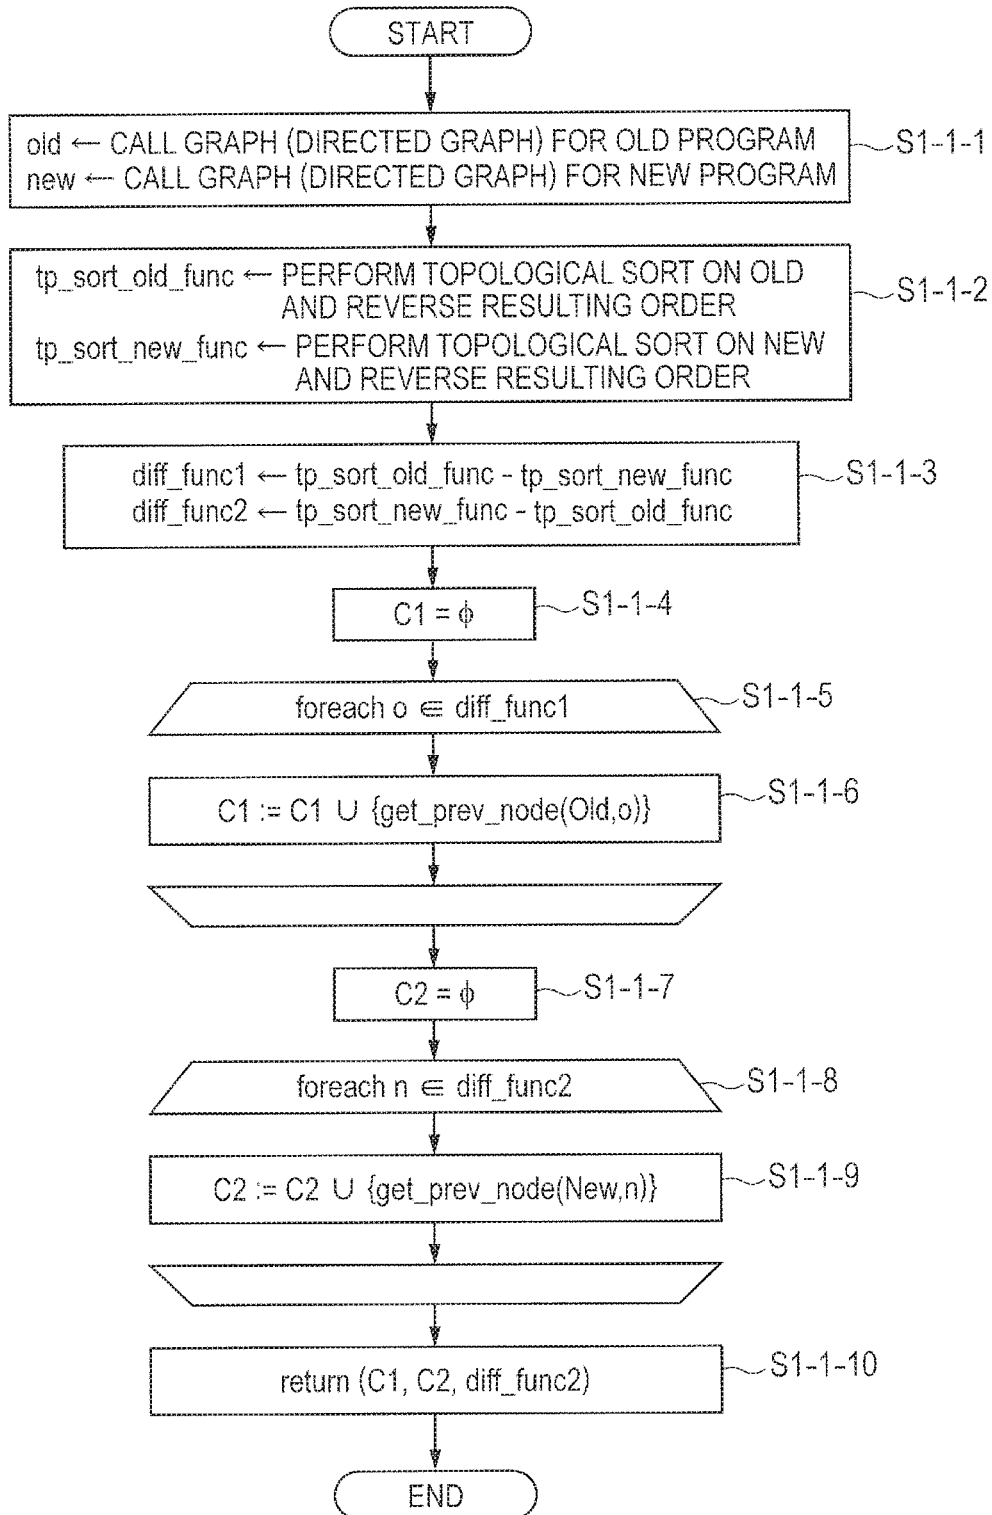 START
old ← CALL GRAPH (DIRECTED GRAPH) FOR OLD PROGRAM
new ← CALL GRAPH (DIRECTED GRAPH) FOR NEW PROGRAM
S1-1-1
tp_sort_old_func ← PERFORM TOPOLOGICAL SORT ON OLD
AND REVERSE RESULTING ORDER
tp_sort_new_func ← PERFORM TOPOLOGICAL SORT ON NEW
AND REVERSE RESULTING ORDER
S1-1-2
diff_func1 ← tp_sort_old_func - tp_sort_new_func
diff_func2 ← tp_sort_new_func - tp_sort_old_func
S1-1-3
C1 = ϕ
S1-1-4
foreach o ∈ diff_func1
S1-1-5
C1 := C1 ∪ {get_prev_node(Old,o)}
S1-1-6
C2 = ϕ
S1-1-7
foreach n ∈ diff_func2
S1-1-8
C2 := C2 ∪ {get_prev_node(New,n)}
S1-1-9
return (C1, C2, diff_func2)
S1-1-10
END